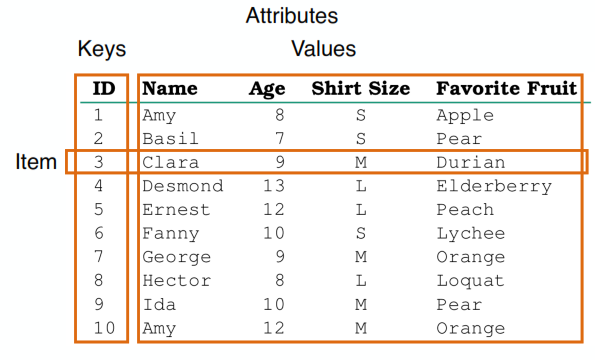 Attributes
Keys Values
ID Name Age Shirt Size Favorite Fruit
1 Amy 8 S Apple
2 Basil 7 S Pear
Item 3 Clara 9 M Durian
4 Desmond 13 L Elderberry
5 Ernest 12 L Peach
6 Fanny 10 S Lychee
7 George 9 M Orange
8 Hector 8 L Loquat
9 Ida 10 M Pear
10 Amy 12 M Orange